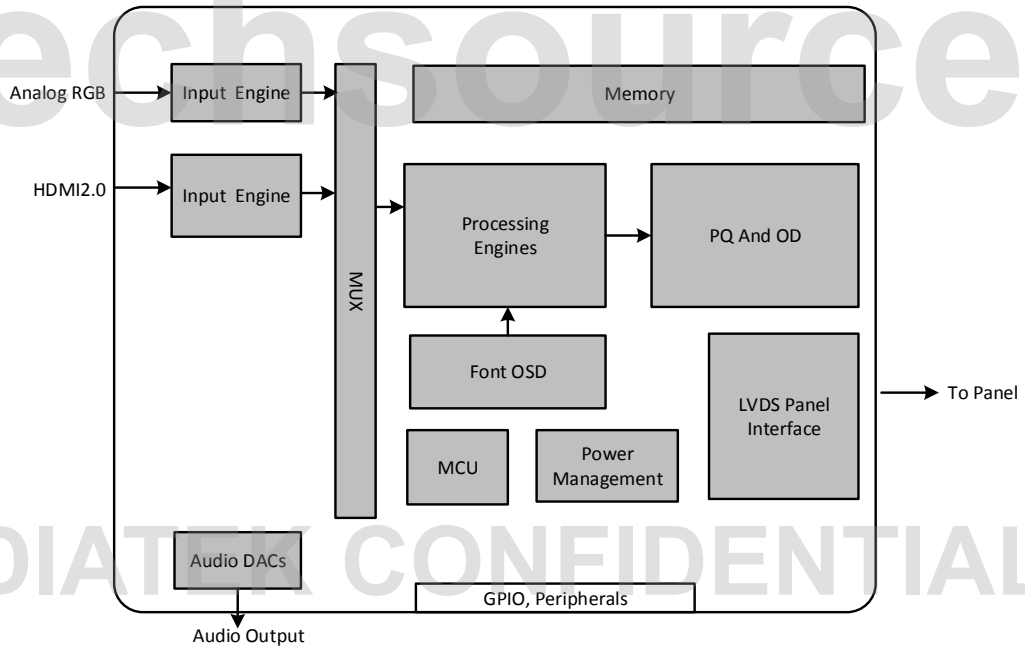 echsource
Analog RGB
Input Engine
Memory
HDMI2.0
Input Engine
Processing
Engines
PQ And OD
MUX
Font OSD
LVDS Panel
Interface
To Panel
MCU
Power
Management
DIATEK CONFIDENTIAL
Audio DACs
GPIO, Peripherals
Audio Output